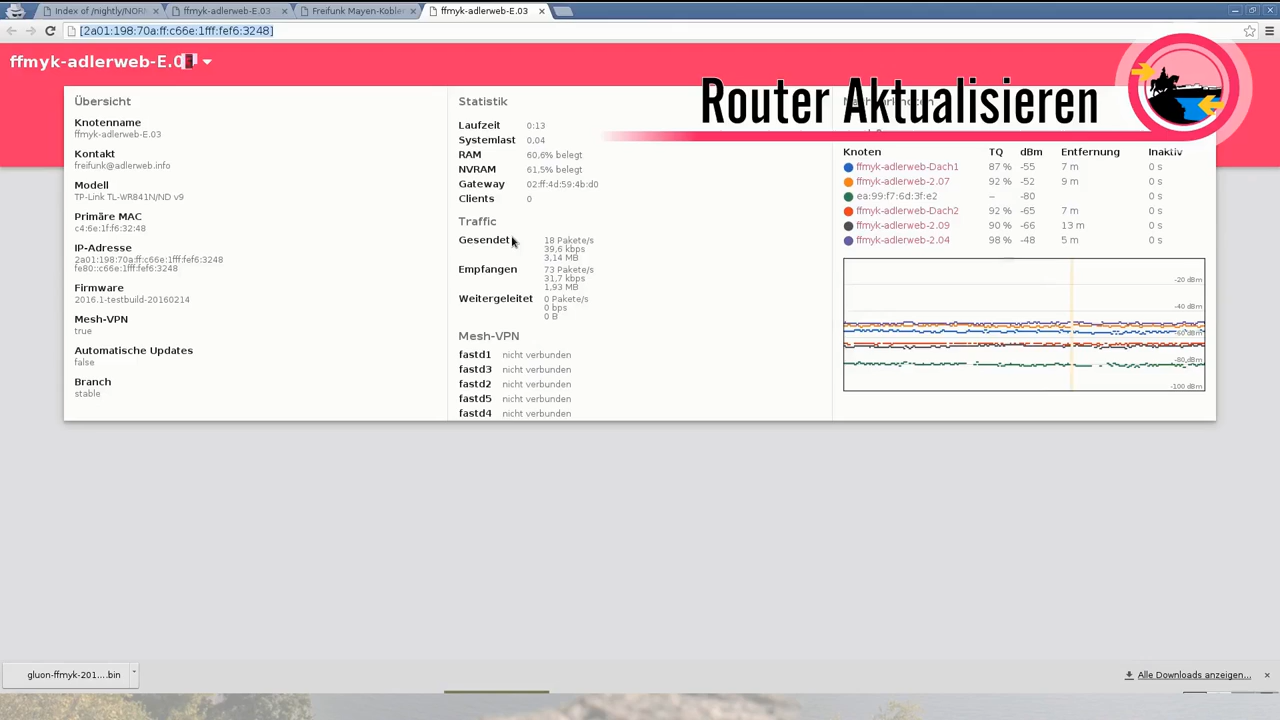 Index of /nightly/NOR
ffmyk-adlerweb-E.03
Freifunk Mayen-Koble
ffmyk-adlerweb-E.03
[2a01:198:70a:ff:c66e:1fff:fef6:3248]
ffmyk-adlerweb-E.0
Router Aktualisieren
Übersicht
Knotenname
ffmyk-adlerweb-E.03
Kontakt
freifunk@adlerweb.info
Modell
TP-Link TL-WR841N/ND v9
Primäre MAC
c4:6e:1f:f6:32:48
IP-Adresse
2a01:198:70a:ff:c66e:1fff:fef6:3248
fe80::c66e:1fff:fef6:3248
Firmware
2016.1-testbuild-20160214
Mesh-VPN
true
Automatische Updates
false
Branch
stable
Statistik
Laufzeit 0:13
Systemlast 0,04
RAM 60,6% belegt
NVRAM 61,5% belegt
Gateway 02:ff:4d:59:4b:d0
Clients 0
Traffic
Gesendet 18 Pakete/s
39,6 kbps
3,14 MB
Empfangen 73 Pakete/s
31,7 kbps
1,93 MB
Weitergeleitet 0 Pakete/s
0 bps
0 B
Mesh-VPN
fastd1 nicht verbunden
fastd3 nicht verbunden
fastd2 nicht verbunden
fastd5 nicht verbunden
fastd4 nicht verbunden
Knoten TQ dBm Entfernung Inaktiv
ffmyk-adlerweb-Dach1 87 % -55 7 m 0 s
ffmyk-adlerweb-2.07 92 % -52 9 m 0 s
ea:99:f7:6d:3f:e2 – -80 0 s
ffmyk-adlerweb-Dach2 92 % -65 7 m 0 s
ffmyk-adlerweb-2.09 90 % -66 13 m 0 s
ffmyk-adlerweb-2.04 98 % -48 5 m 0 s
-20 dBm
-40 dBm
-60 dBm
-80 dBm
-100 dBm
gluon-ffmyk-201....bin
Alle Downloads anzeigen...